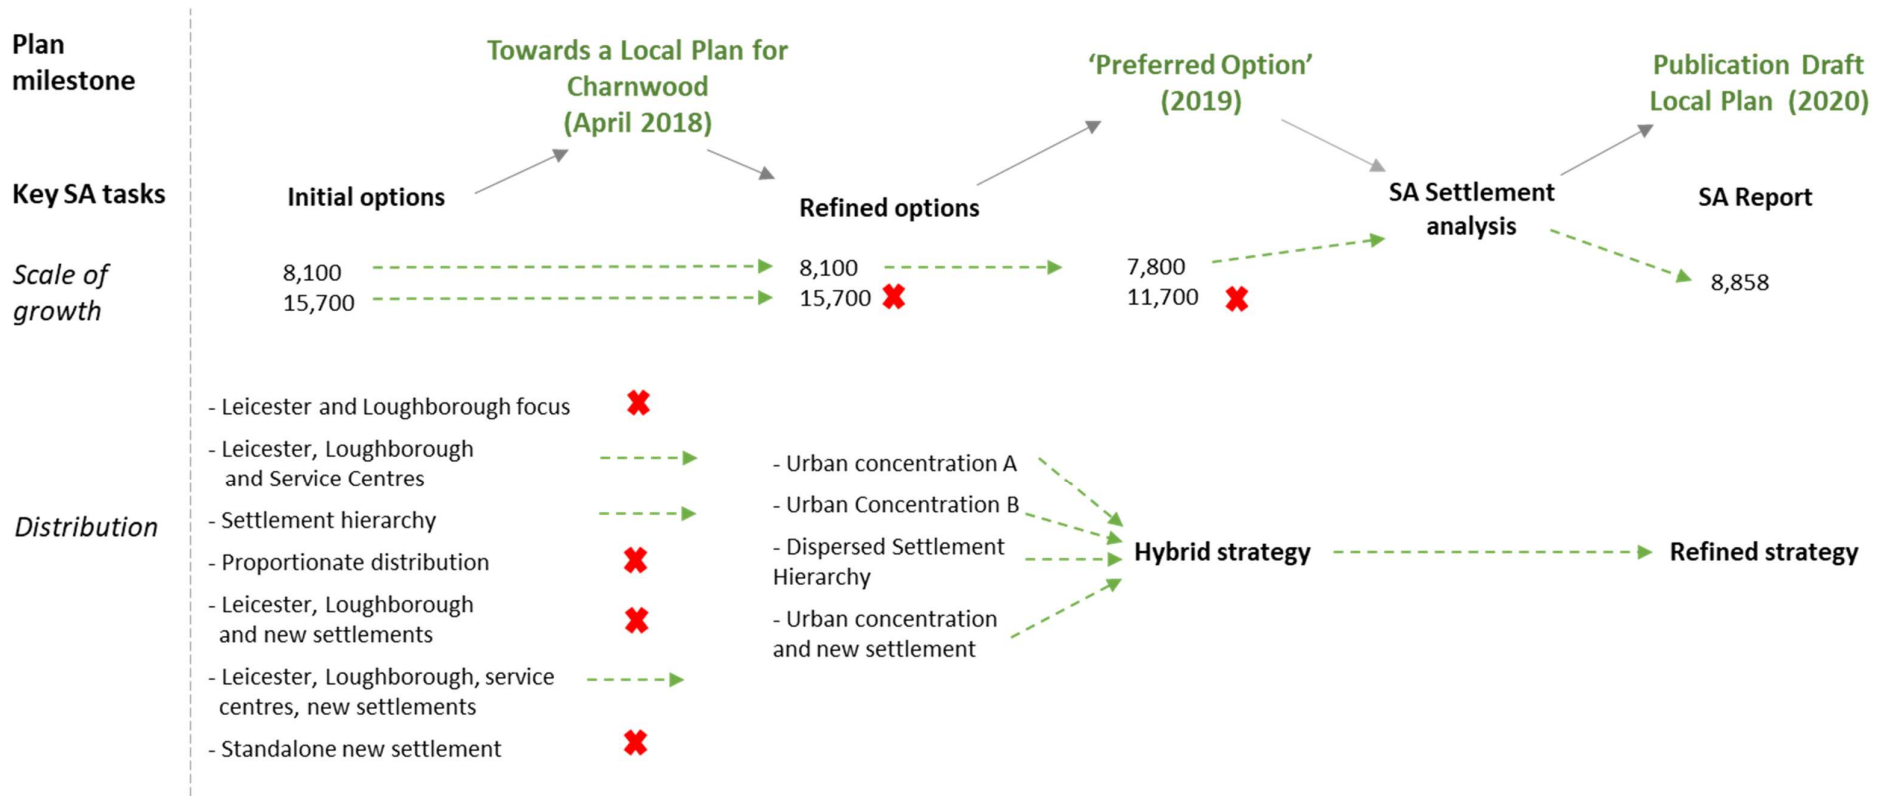 Plan
milestone
Towards a Local Plan for
Charnwood
(April 2018)
‘Preferred Option’
(2019)
Publication Draft
Local Plan (2020)
Key SA tasks
Initial options
Refined options
SA Settlement
analysis
SA Report
Scale of
growth
8,100
15,700
8,100
15,700
7,800
11,700
8,858
Distribution
- Leicester and Loughborough focus
- Leicester, Loughborough
and Service Centres
- Settlement hierarchy
- Proportionate distribution
- Leicester, Loughborough
and new settlements
- Leicester, Loughborough, service
centres, new settlements
- Standalone new settlement
- Urban concentration A
- Urban Concentration B
- Dispersed Settlement
Hierarchy
- Urban concentration
and new settlement
Hybrid strategy
Refined strategy